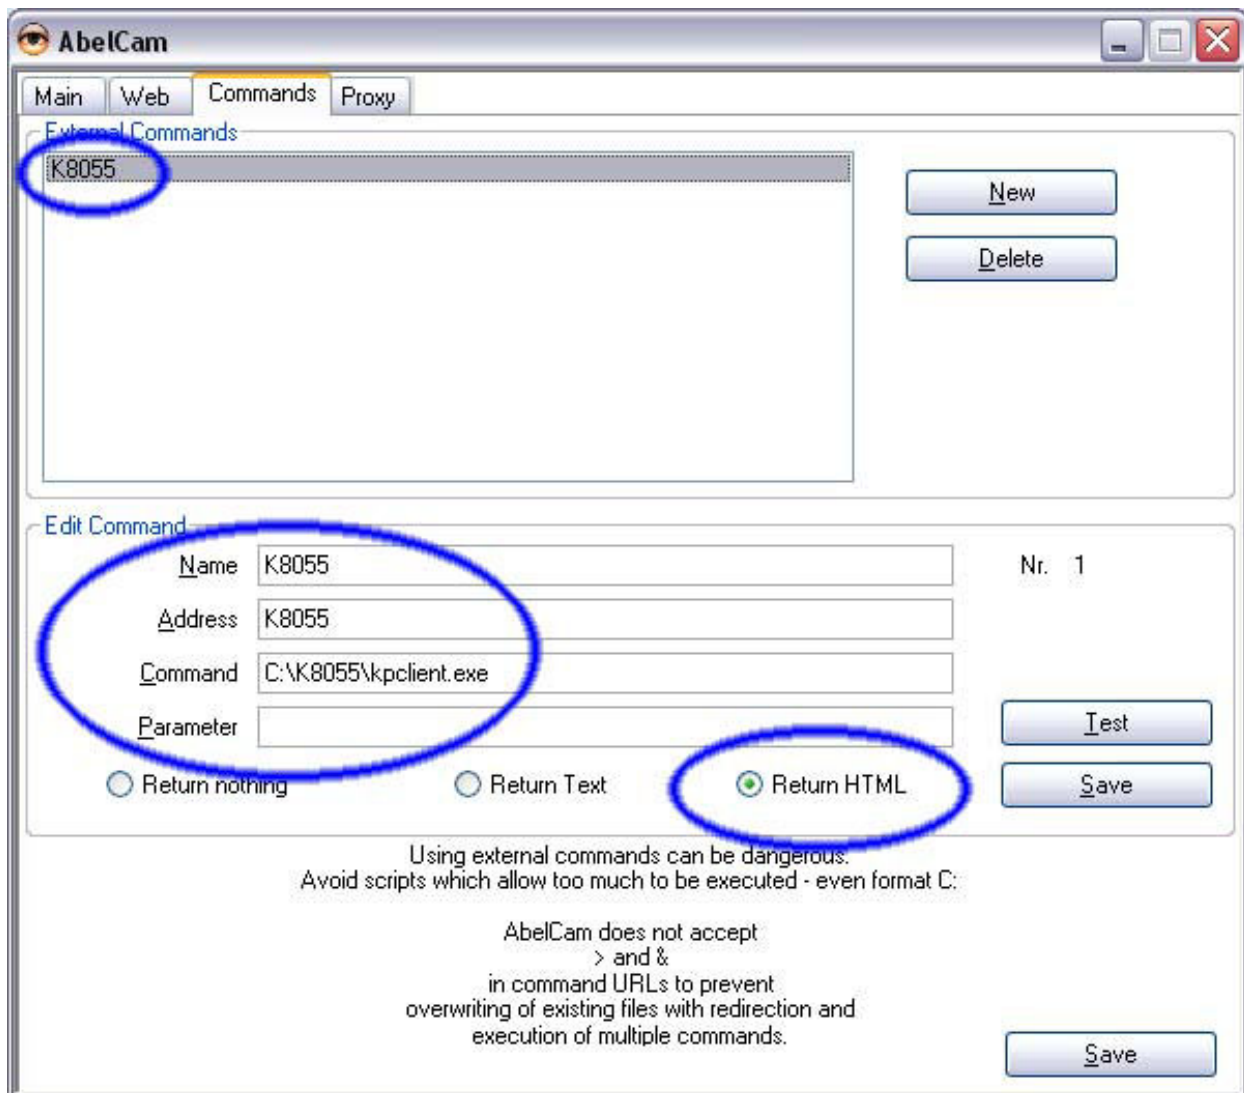 AbelCam
Main Web Commands Proxy
External Commands
K8055
New
Delete
Edit Command
Name K8055 Nr. 1
Address K8055
Command C:\K8055\kpclient.exe
Parameter Test
Return nothing Return Text Return HTML Save
Using external commands can be dangerous.
Avoid scripts which allow too much to be executed - even format C:
AbelCam does not accept
> and &
in command URLs to prevent
overwriting of existing files with redirection and
execution of multiple commands.
Save